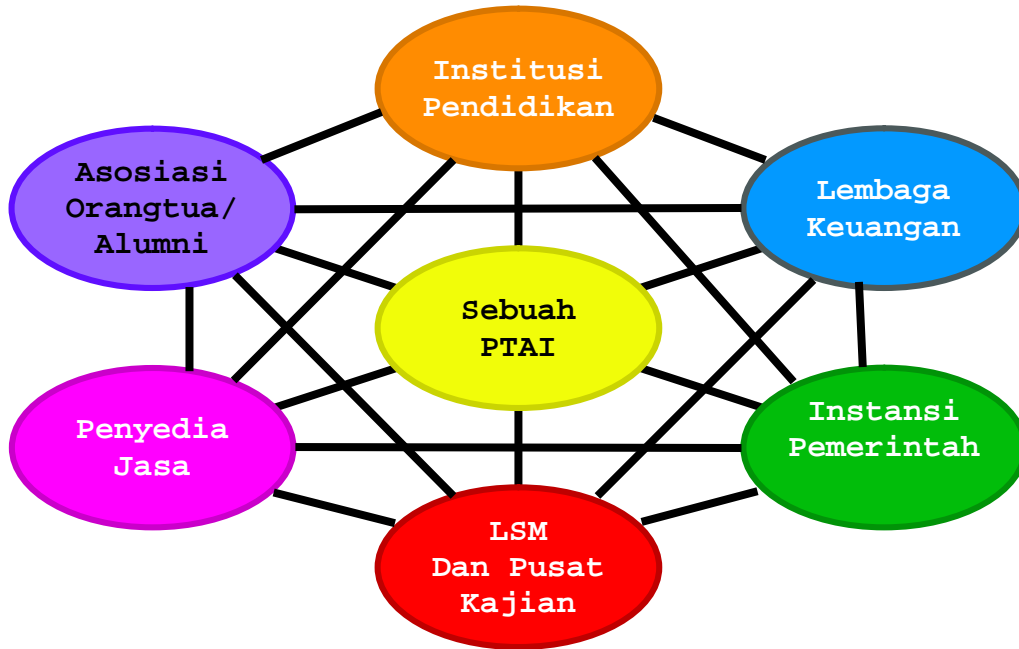 Institusi
Pendidikan
Asosiasi
Orangtua/
Alumni
Lembaga
Keuangan
Sebuah
PTAI
Penyedia
Jasa
Instansi
Pemerintah
LSM
Dan Pusat
Kajian